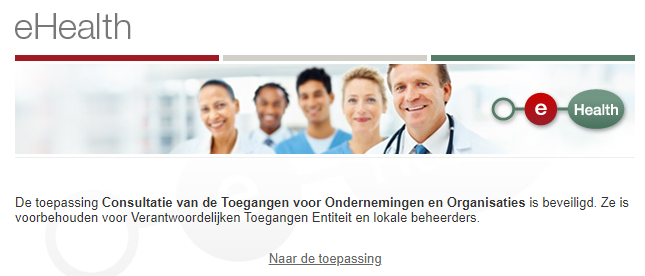 eHealth
e Health
De toepassing Consultatie van de Toegangen voor Ondernemingen en Organisaties is beveiligd. Ze is
voorbehouden voor Verantwoordelijken Toegangen Entiteit en lokale beheerders.
Naar de toepassing